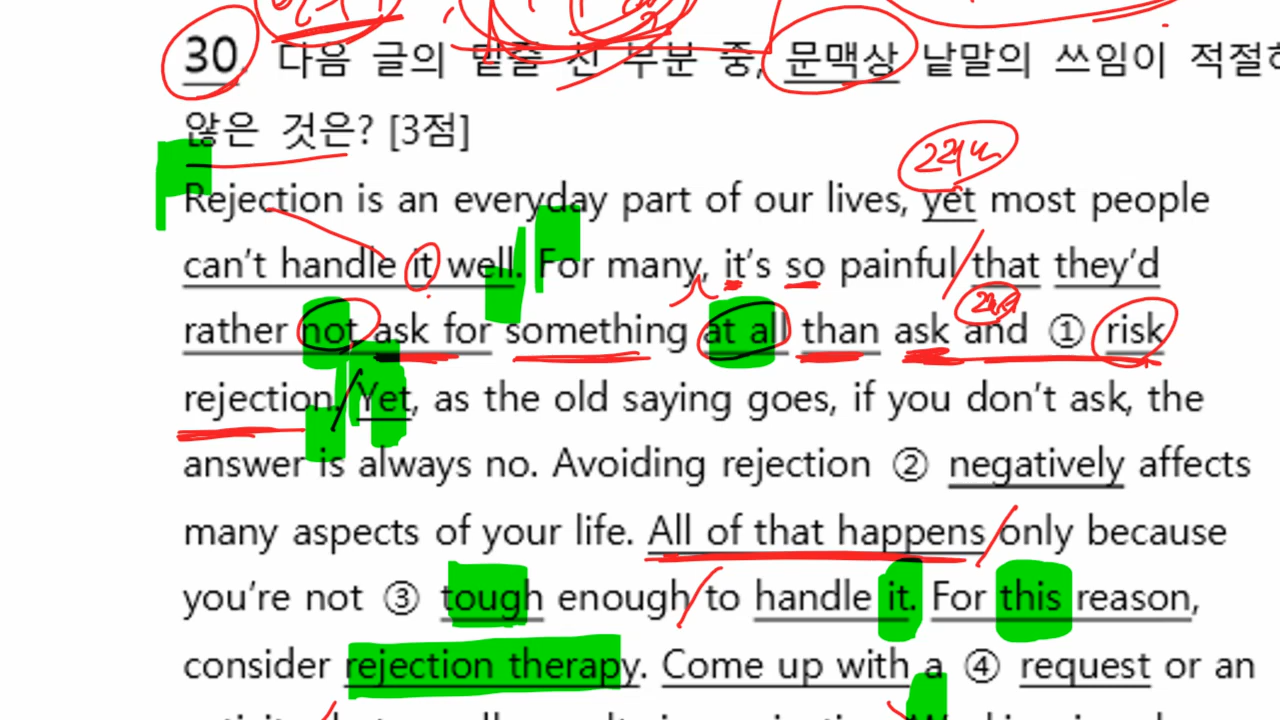 30 다음 글의 밑줄 친 부분 중, 문맥상 낱말의 쓰임이 적절하
않은 것은? [3점]
Rejection is an everyday part of our lives, yet most people
can't handle it well. For many, it's so painful that they'd
rather not ask for something at all than ask and ① risk
rejection. Yet, as the old saying goes, if you don't ask, the
answer is always no. Avoiding rejection ② negatively affects
many aspects of your life. All of that happens only because
you're not ③ tough enough to handle it. For this reason,
consider rejection therapy. Come up with a ④ request or an